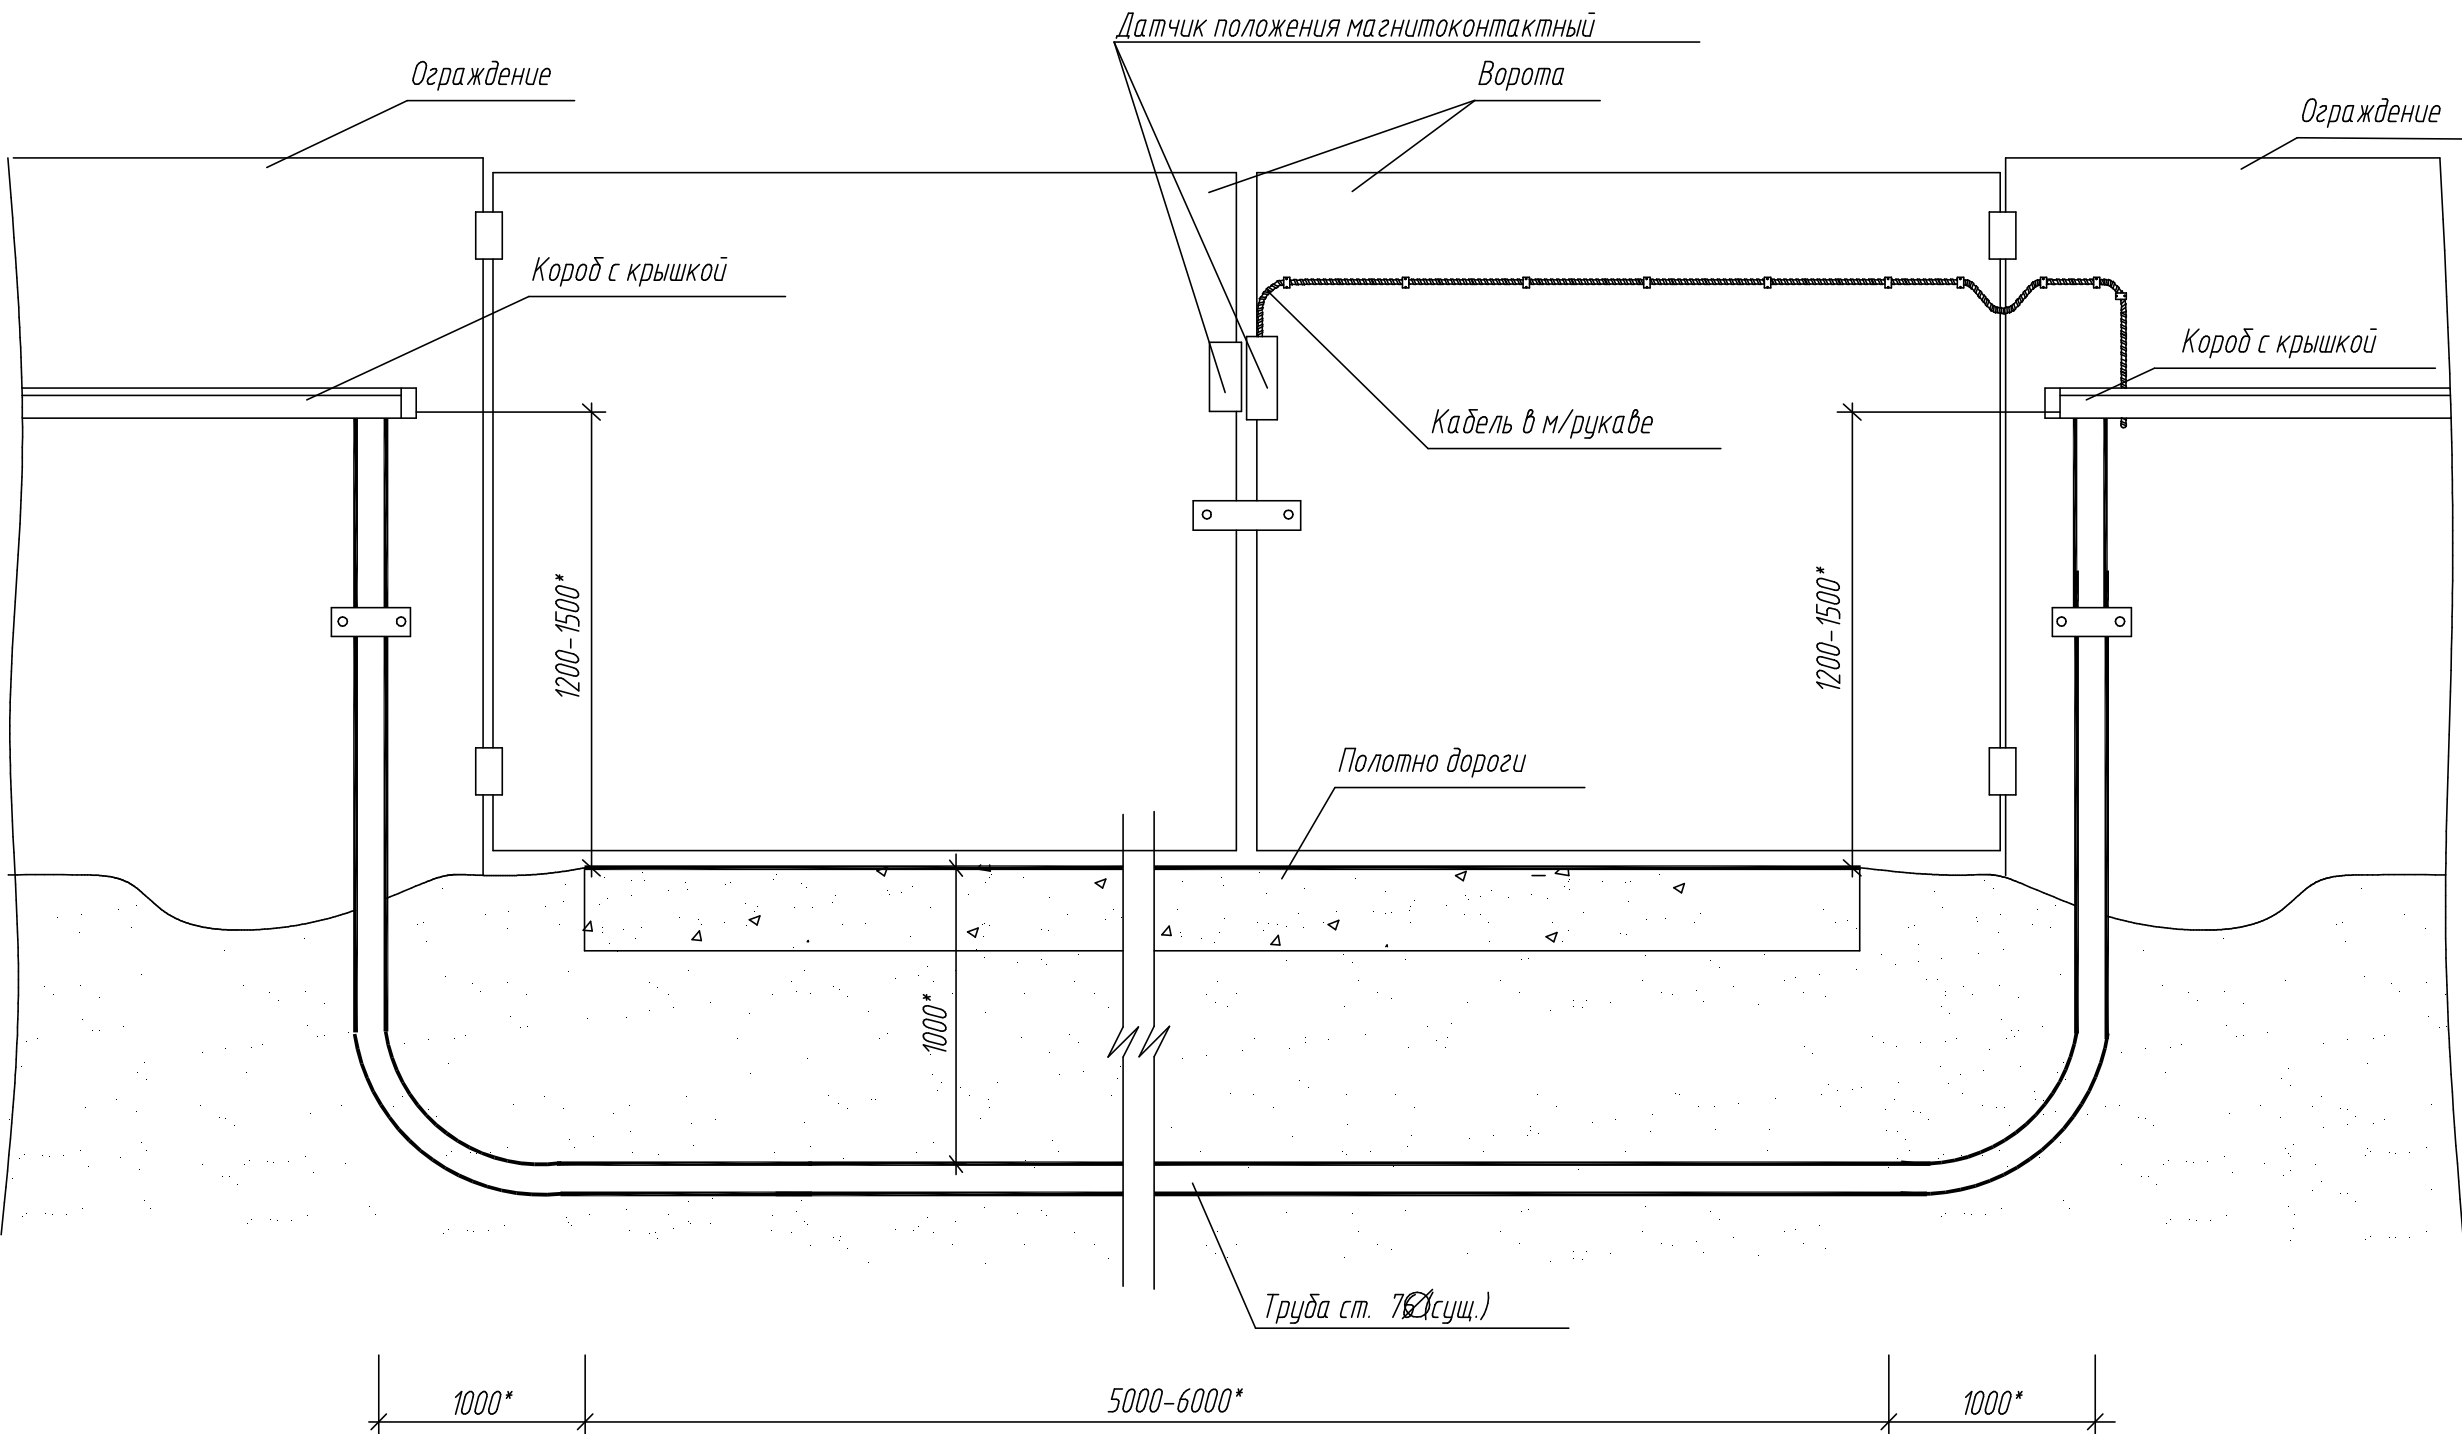 Датчик положения магнитоконтактный
Ограждение
Ворота
Ограждение
Короб с крышкой
Короб с крышкой
Кабель в м/рукаве
1200-1500*
1200-1500*
Полотно дороги
1000*
Труба ст. 76 Ø (сущ.)
1000*
5000-6000*
1000*